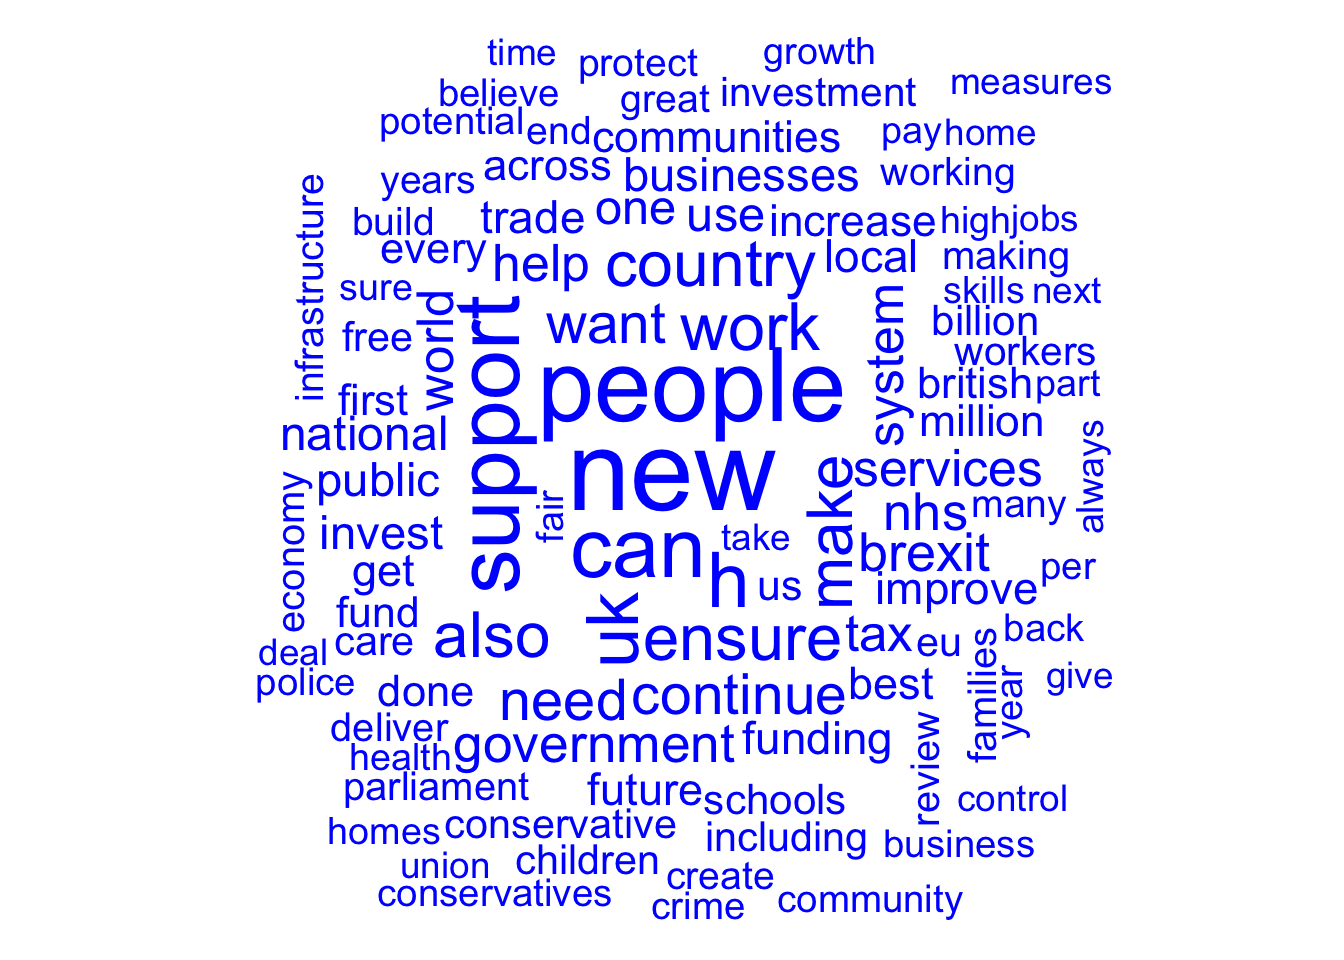 time protect growth
believe great investment measures
potential end communities pay home
years across businesses working
infrastructure build trade one use increase high jobs
every help country local making
sure world support want work system skills next
free billion
workers
first people british part
national million always
public new make services
economy fair nhs many
invest can take brexit
get h us improve per
fund uk
deal care also ensure tax eu families back
police done need continue best year give
deliver government funding review
health
parliament future schools control
homes conservative including business
union children
conservatives create community
crime